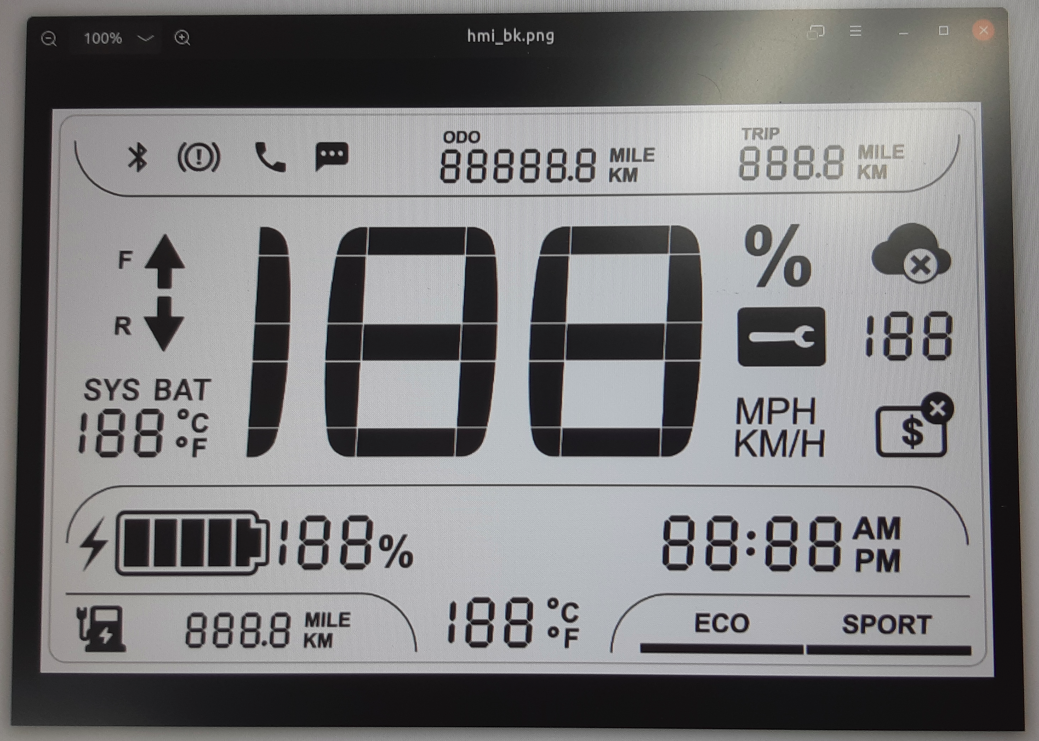 100%
hmi_bk.png
ODO
88888.8 MILE
KM
TRIP
888.8 MILE
KM
F
R
SYS BAT
188 °C
°F
188
%
188
MPH
KM/H
$
188%
88:88 AM
PM
888.8 MILE
KM
188 °C
°F
ECO
SPORT